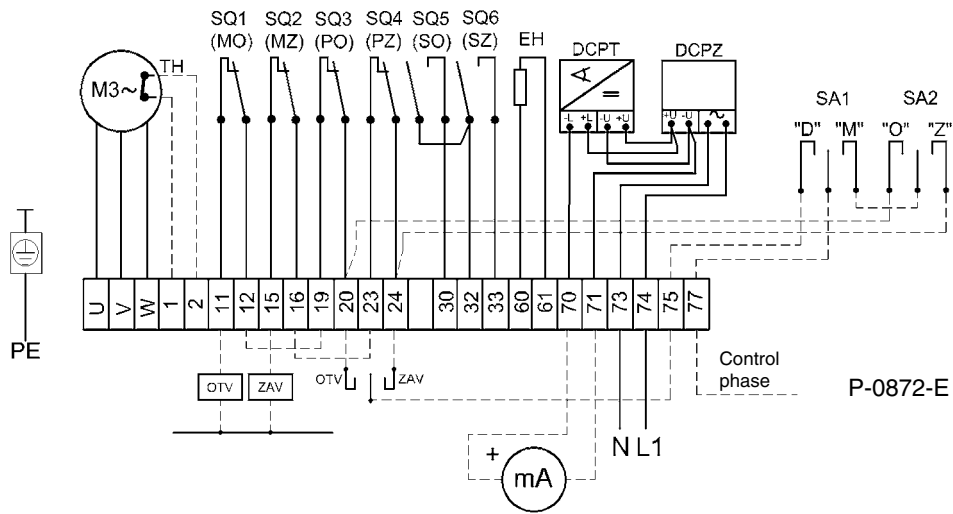 SQ1 SQ2 SQ3 SQ4 SQ5 SQ6
(MO) (MZ) (PO) (PZ) (SO) (SZ)
EH
DCPT
DCPZ
TH
M3~
A
=
-L +L -U +U
+U -U ~
SA1 SA2
"D" "M" "O" "Z"
U V W 1 2 11 12 15 16 19 20 23 24 30 32 33 60 61 70 71 73 74 75 77
PE
OTV ZAV
OTV ZAV
Control
phase
P-0872-E
N L1
+
mA